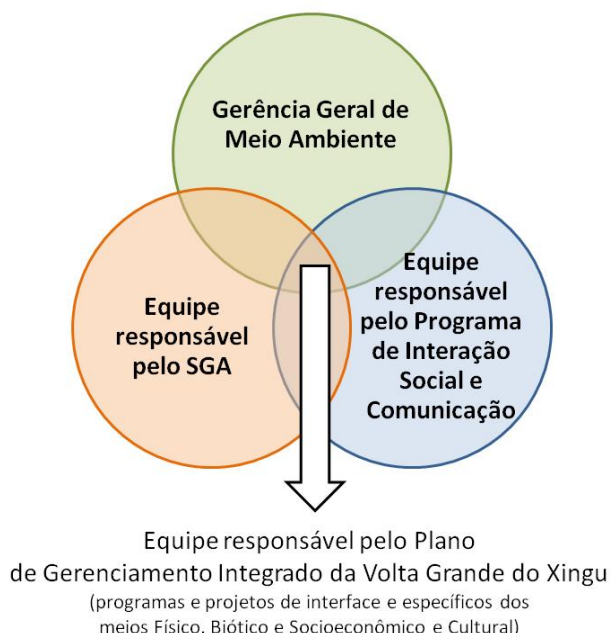 Gerência Geral de
Meio Ambiente
Equipe
responsável
pelo SGA
Equipe
responsável
pelo Programa
de Interação
Social e
Comunicação
Equipe responsável pelo Plano
de Gerenciamento Integrado da Volta Grande do Xingu
(programas e projetos de interface e específicos dos
meios Físico, Biótico e Socioeconômico e Cultural)